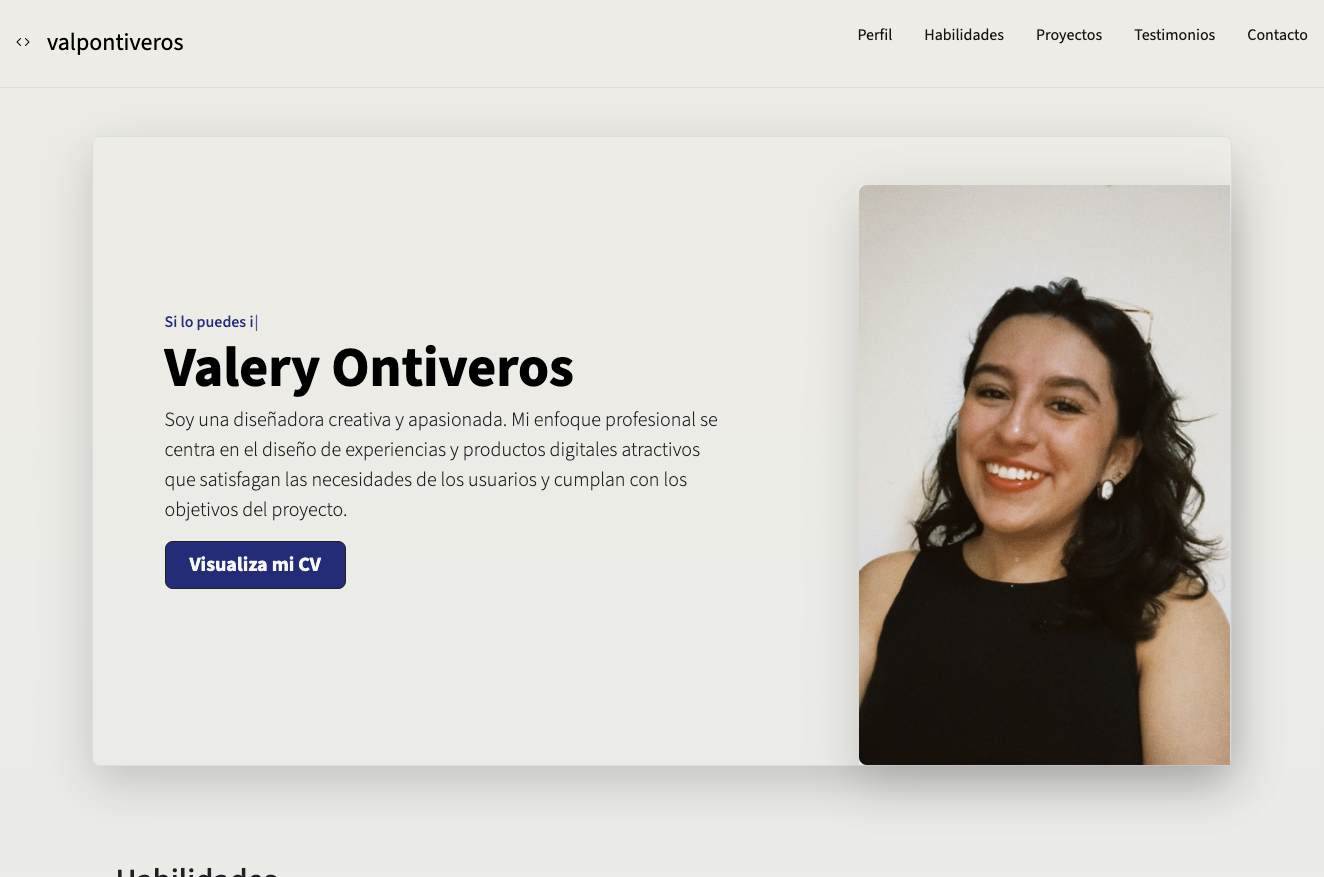 valpontiveros
Perfil Habilidades Proyectos Testimonios Contacto
Si lo puedes i|
Valery Ontiveros
Soy una diseñadora creativa y apasionada. Mi enfoque profesional se
centra en el diseño de experiencias y productos digitales atractivos
que satisfagan las necesidades de los usuarios y cumplan con los
objetivos del proyecto.
Visualiza mi CV
Habilidades